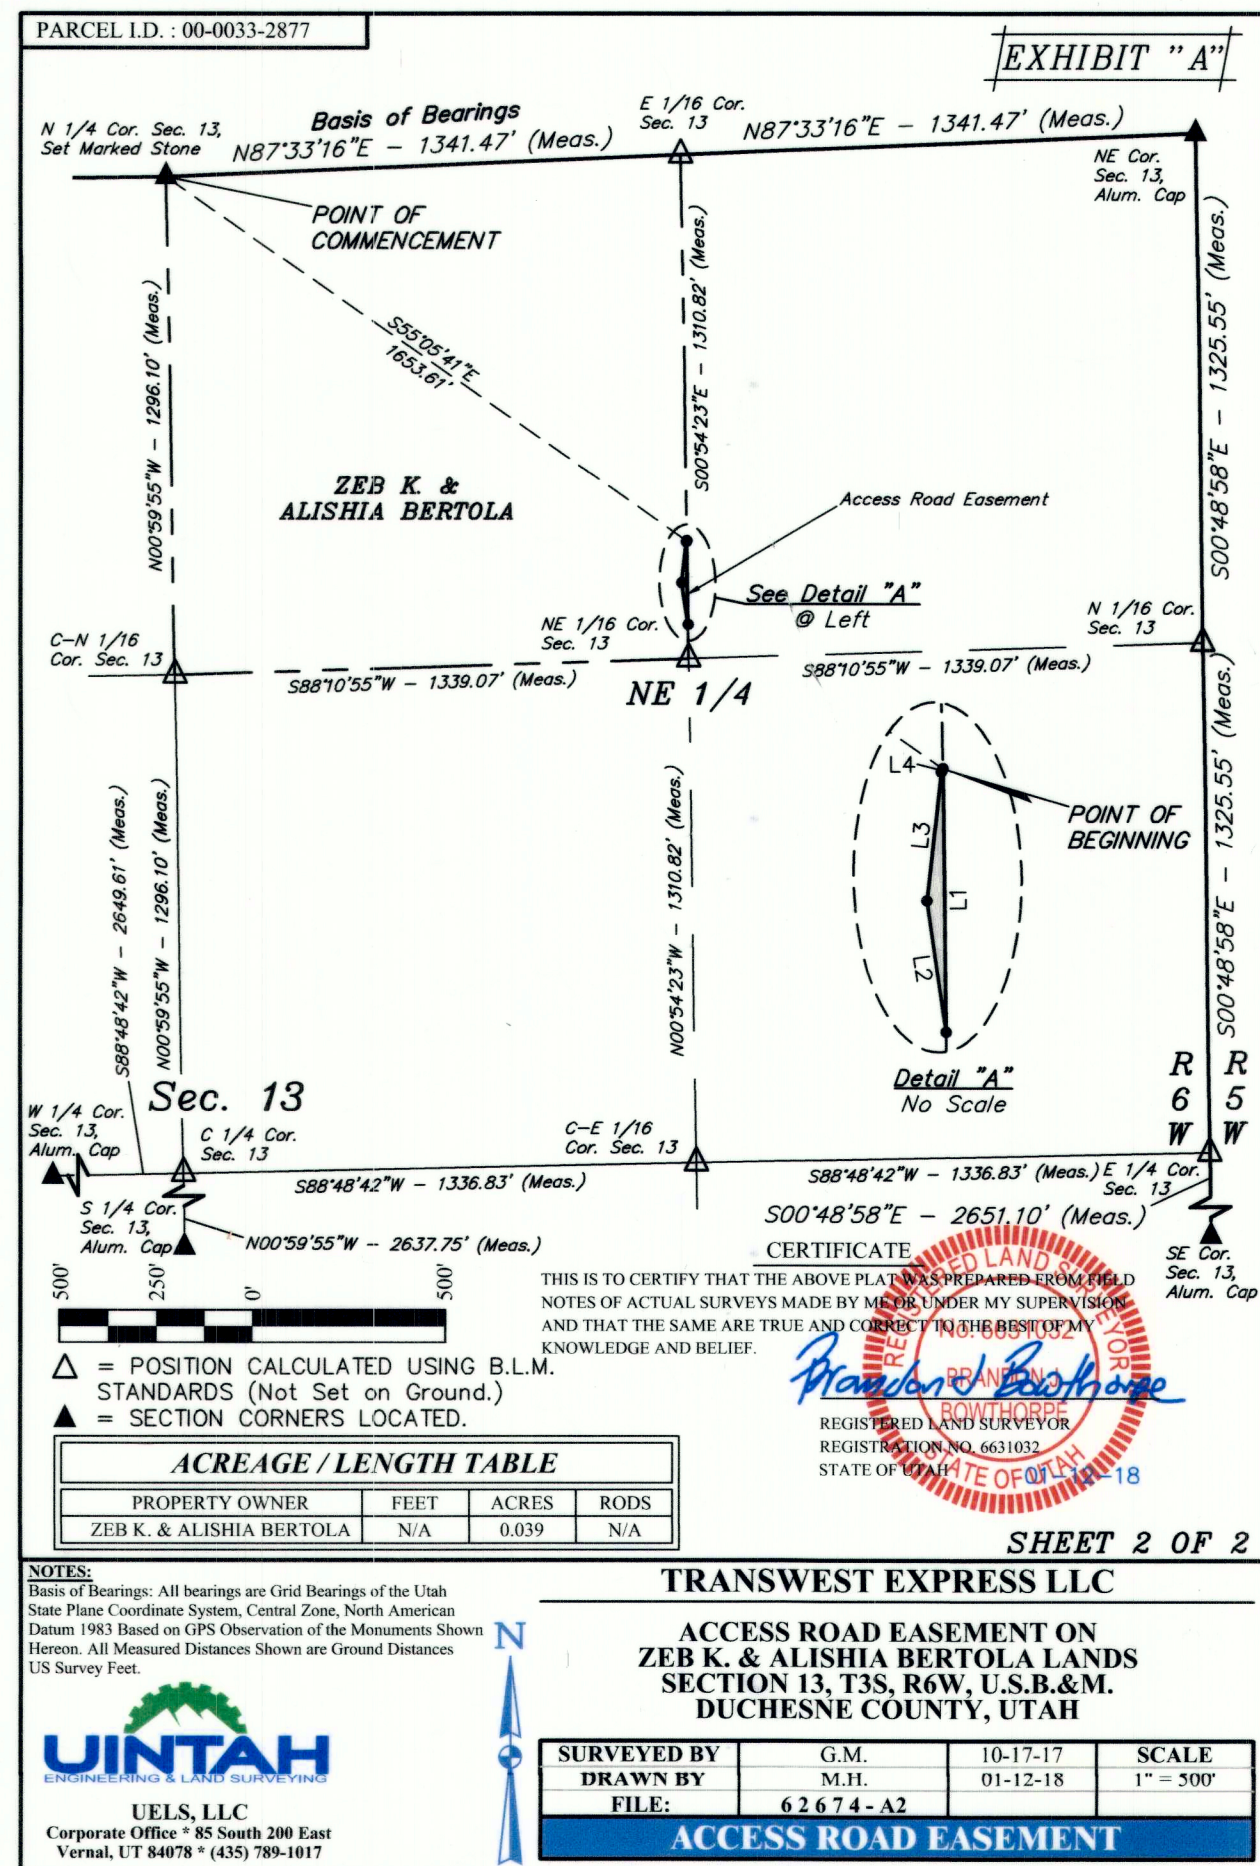 PARCEL I.D. : 00-0033-2877
EXHIBIT "A"
N 1/4 Cor. Sec. 13,
Set Marked Stone
Basis of Bearings
N87°33'16"E - 1341.47' (Meas.)
E 1/16 Cor.
Sec. 13
N87°33'16"E - 1341.47' (Meas.)
NE Cor.
Sec. 13,
Alum. Cap
POINT OF
COMMENCEMENT
N00°59'55"W - 1296.10' (Meas.)
S55°05'41"E
1653.61'
S00°54'23"E - 1310.82' (Meas.)
S00°48'58"E - 1325.55' (Meas.)
ZEB K. &
ALISHIA BERTOLA
Access Road Easement
See Detail "A"
@ Left
C-N 1/16
Cor. Sec. 13
NE 1/16 Cor.
Sec. 13
N 1/16 Cor.
Sec. 13
S88°10'55"W - 1339.07' (Meas.)
S88°10'55"W - 1339.07' (Meas.)
NE 1/4
L4
L3
L1
L2
POINT OF
BEGINNING
Detail "A"
No Scale
S88°48'42"W - 2649.61' (Meas.)
N00°59'55"W - 1296.10' (Meas.)
N00°54'23"W - 1310.82' (Meas.)
S00°48'58"E - 1325.55' (Meas.)
R R
6 5
W W
Sec. 13
W 1/4 Cor.
Sec. 13,
Alum. Cap
C 1/4 Cor.
Sec. 13
C-E 1/16
Cor. Sec. 13
S88°48'42"W - 1336.83' (Meas.)
S88°48'42"W - 1336.83' (Meas.)
E 1/4 Cor.
Sec. 13
S 1/4 Cor.
Sec. 13,
Alum. Cap
N00°59'55"W - 2637.75' (Meas.)
S00°48'58"E - 2651.10' (Meas.)
SE Cor.
Sec. 13,
Alum. Cap
500' 250' 0' 500'
CERTIFICATE
THIS IS TO CERTIFY THAT THE ABOVE PLAT WAS PREPARED FROM FIELD
NOTES OF ACTUAL SURVEYS MADE BY ME OR UNDER MY SUPERVISION
AND THAT THE SAME ARE TRUE AND CORRECT TO THE BEST OF MY
KNOWLEDGE AND BELIEF.
REGISTERED LAND SURVEYOR
No. 6631032
BRANDON J.
BOWTHORPE
STATE OF UTAH
Brandon J Bowthorpe
REGISTERED LAND SURVEYOR
REGISTRATION NO. 6631032
STATE OF UTAH
01-12-18
△ = POSITION CALCULATED USING B.L.M.
STANDARDS (Not Set on Ground.)
▲ = SECTION CORNERS LOCATED.
ACREAGE / LENGTH TABLE
PROPERTY OWNER FEET ACRES RODS
ZEB K. & ALISHIA BERTOLA N/A 0.039 N/A
SHEET 2 OF 2
NOTES:
Basis of Bearings: All bearings are Grid Bearings of the Utah
State Plane Coordinate System, Central Zone, North American
Datum 1983 Based on GPS Observation of the Monuments Shown
Hereon. All Measured Distances Shown are Ground Distances
US Survey Feet.
N
UINTAH
ENGINEERING & LAND SURVEYING
UELS, LLC
Corporate Office * 85 South 200 East
Vernal, UT 84078 * (435) 789-1017
TRANSWEST EXPRESS LLC
ACCESS ROAD EASEMENT ON
ZEB K. & ALISHIA BERTOLA LANDS
SECTION 13, T3S, R6W, U.S.B.&M.
DUCHESNE COUNTY, UTAH
SURVEYED BY G.M. 10-17-17 SCALE
DRAWN BY M.H. 01-12-18 1" = 500'
FILE: 62674-A2
ACCESS ROAD EASEMENT